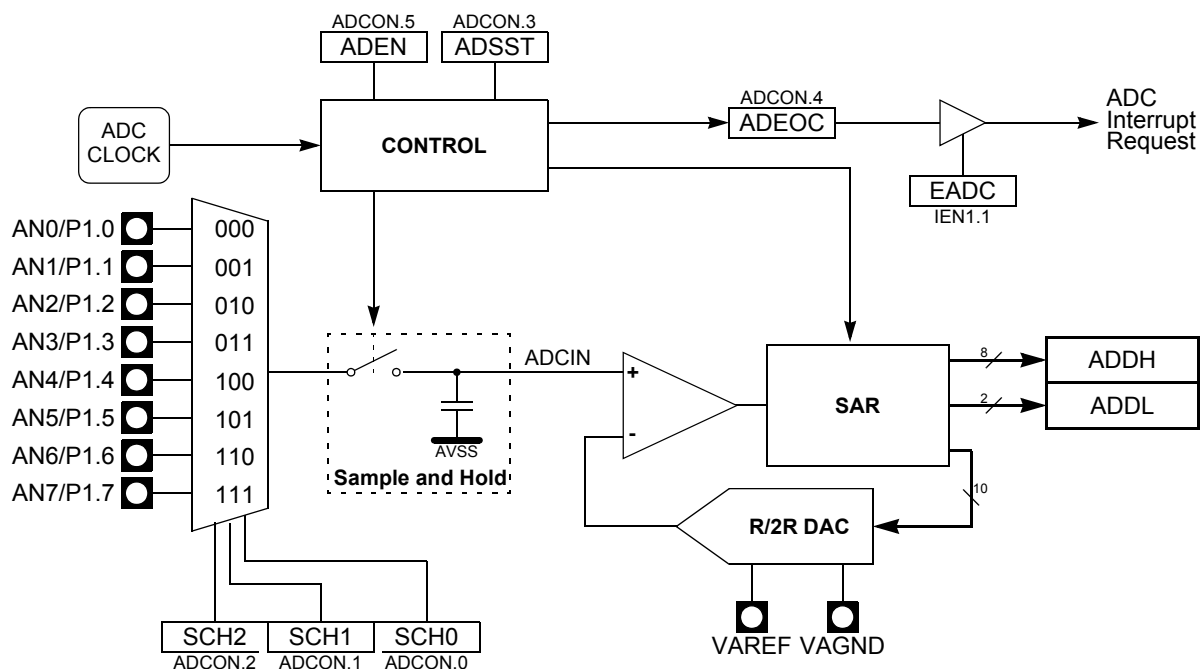 ADCON.5
ADCON.3
ADEN
ADSST
ADCON.4
ADEOC
ADC
Interrupt
Request
ADC
CLOCK
CONTROL
EADC
IEN1.1
AN0/P1.0
000
AN1/P1.1
001
AN2/P1.2
010
AN3/P1.3
011
AN4/P1.4
100
AN5/P1.5
101
AN6/P1.6
110
AN7/P1.7
111
ADCIN
+
-
AVSS
Sample and Hold
SAR
8
ADDH
2
ADDL
10
R/2R DAC
VAREF
VAGND
SCH2
SCH1
SCH0
ADCON.2
ADCON.1
ADCON.0